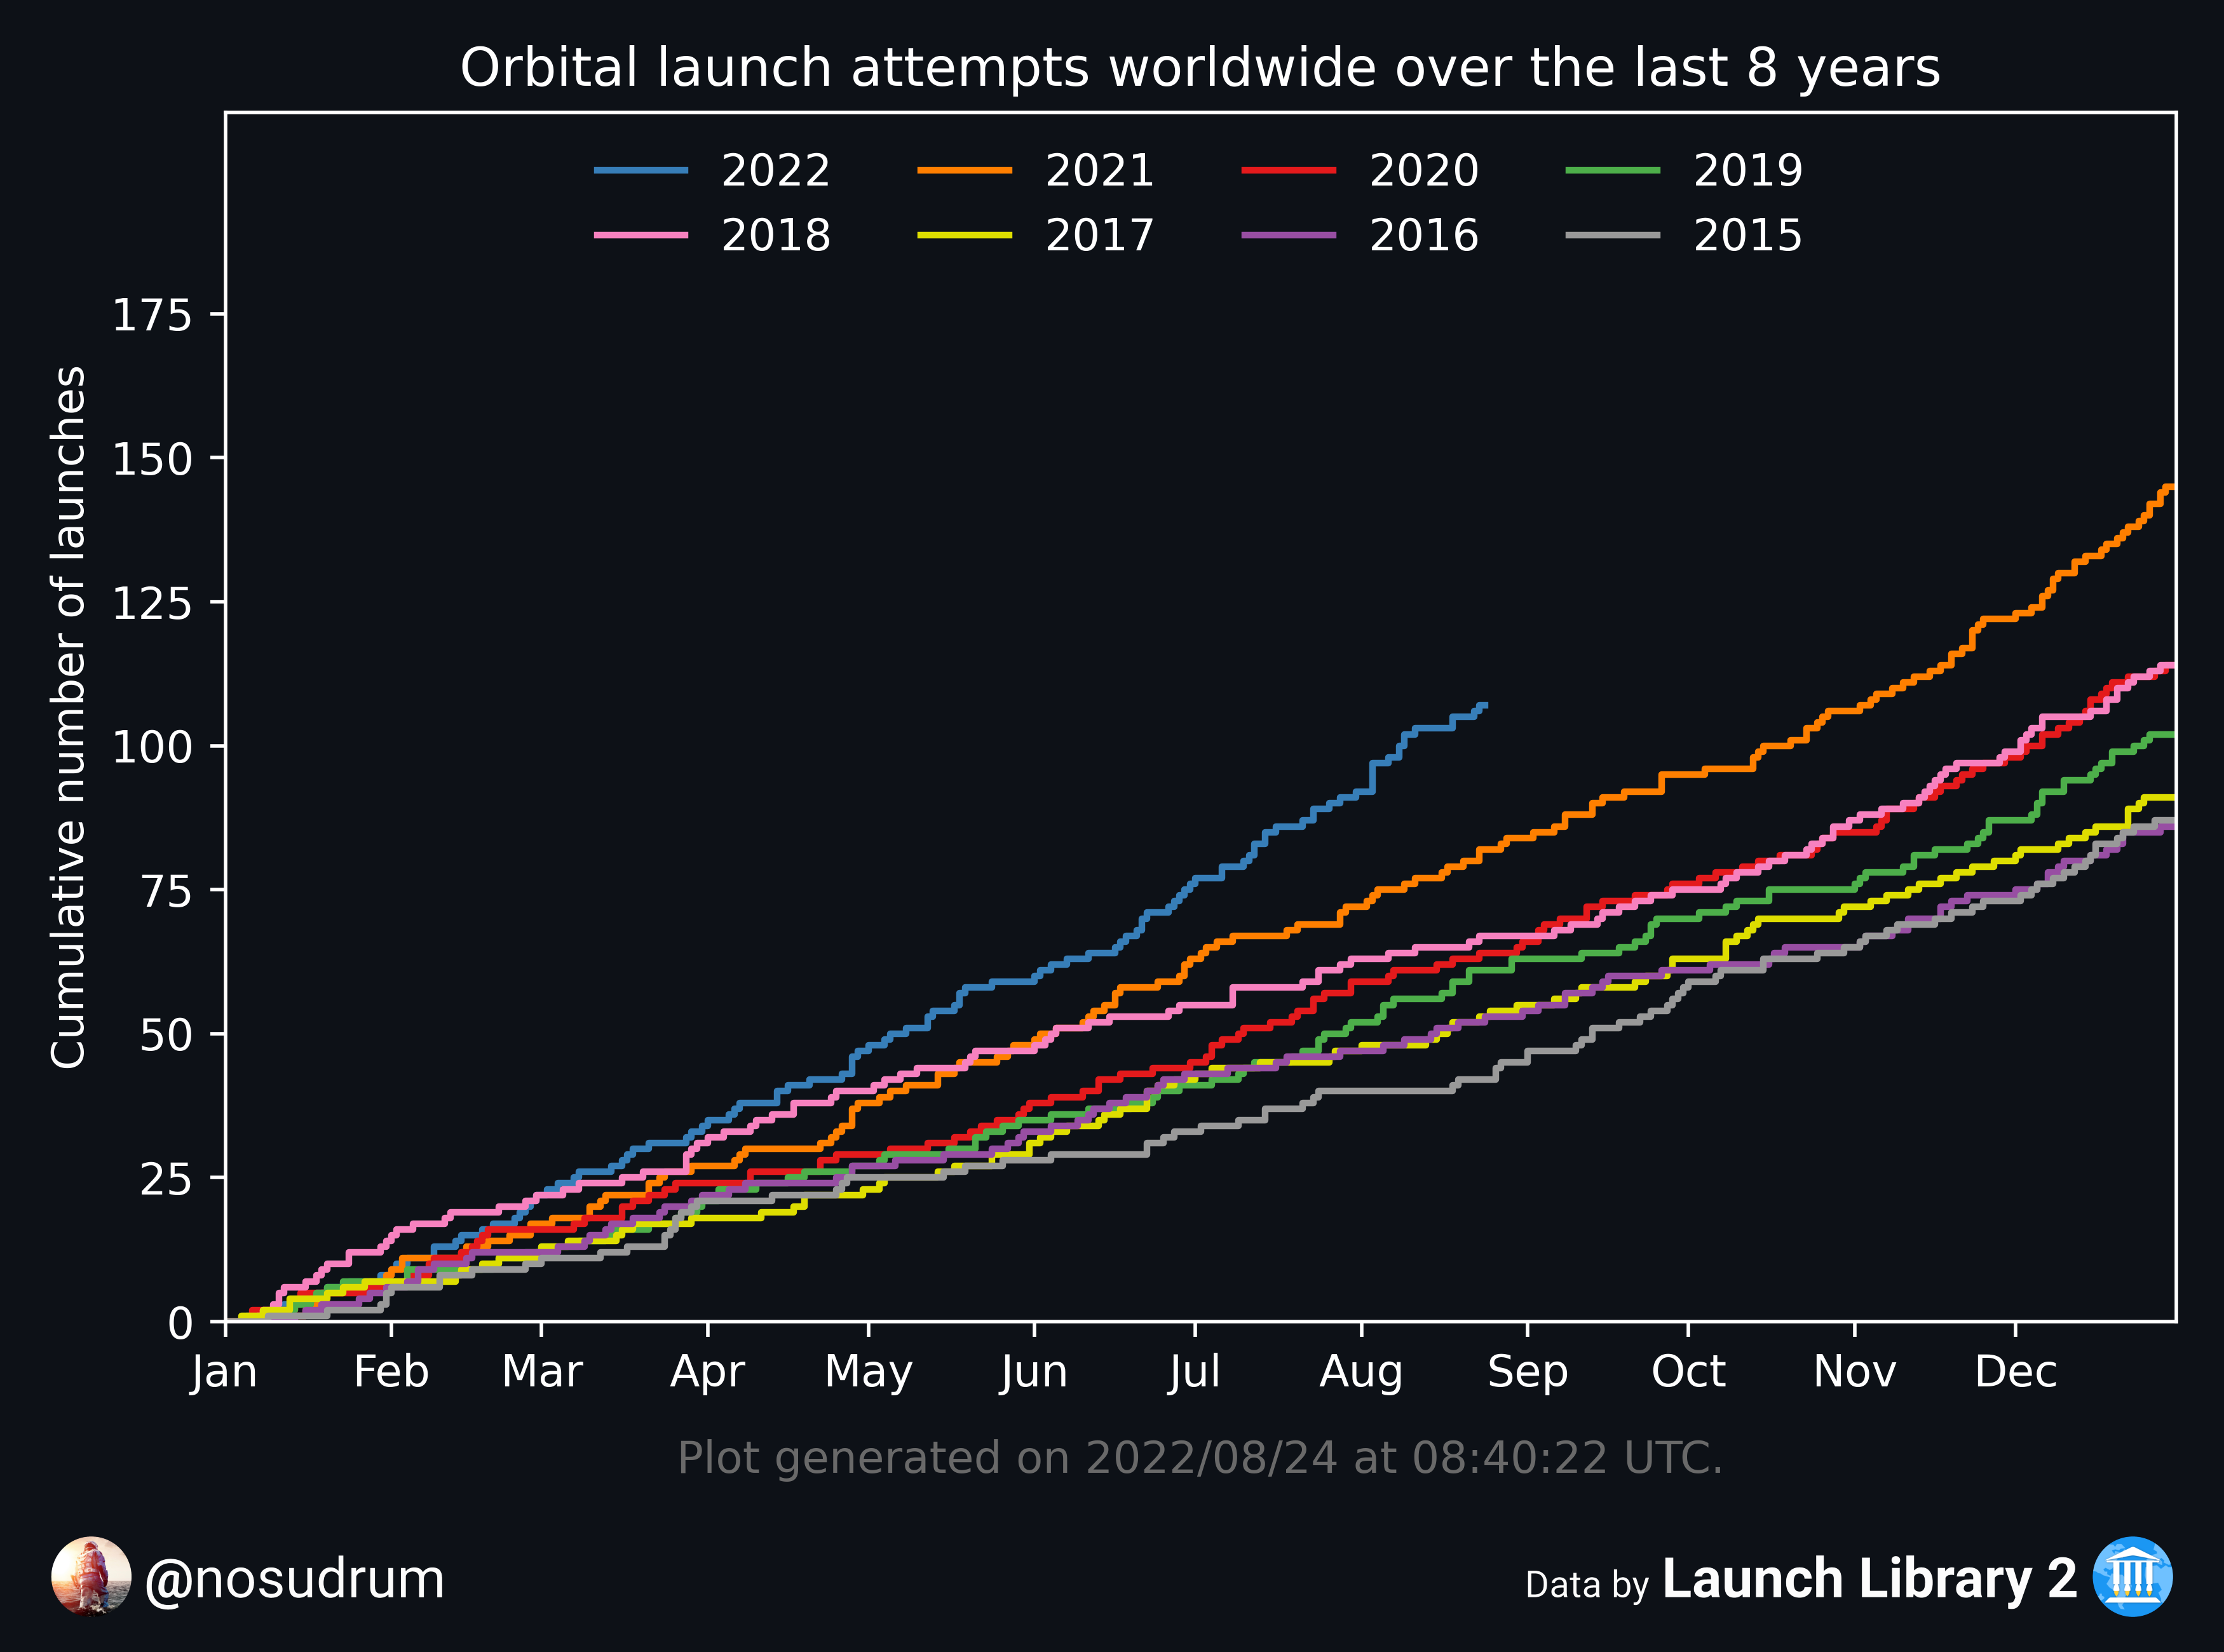 Orbital launch attempts worldwide over the last 8 years
2022 2021 2020 2019
2018 2017 2016 2015
Cumulative number of launches
175
150
125
100
75
50
25
0
Jan Feb Mar Apr May Jun Jul Aug Sep Oct Nov Dec
Plot generated on 2022/08/24 at 08:40:22 UTC.
@nosudrum
Data by Launch Library 2